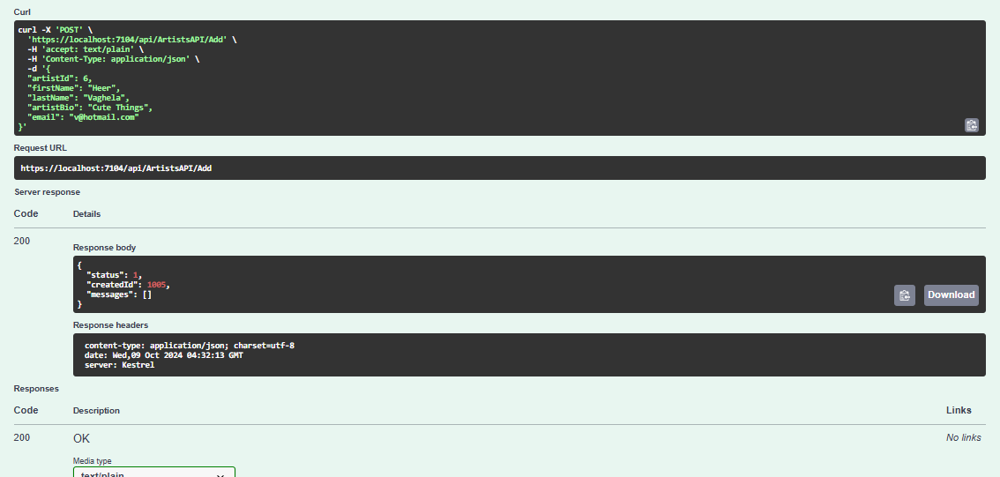 Curl
curl -X 'POST' \
'https://localhost:7104/api/ArtistsAPI/Add' \
-H 'accept: text/plain' \
-H 'Content-Type: application/json' \
-d '{
"artistId": 6,
"firstName": "Heer",
"lastName": "Vaghela",
"artistBio": "Cute Things",
"email": "v@hotmail.com"
}'
Request URL
https://localhost:7104/api/ArtistsAPI/Add
Server response
Code Details
200
Response body
{
"status": 1,
"createdId": 1005,
"messages": []
}
Download
Response headers
content-type: application/json; charset=utf-8
date: Wed,09 Oct 2024 04:32:13 GMT
server: Kestrel
Responses
Code Description Links
200 OK No links
Media type
text/plain